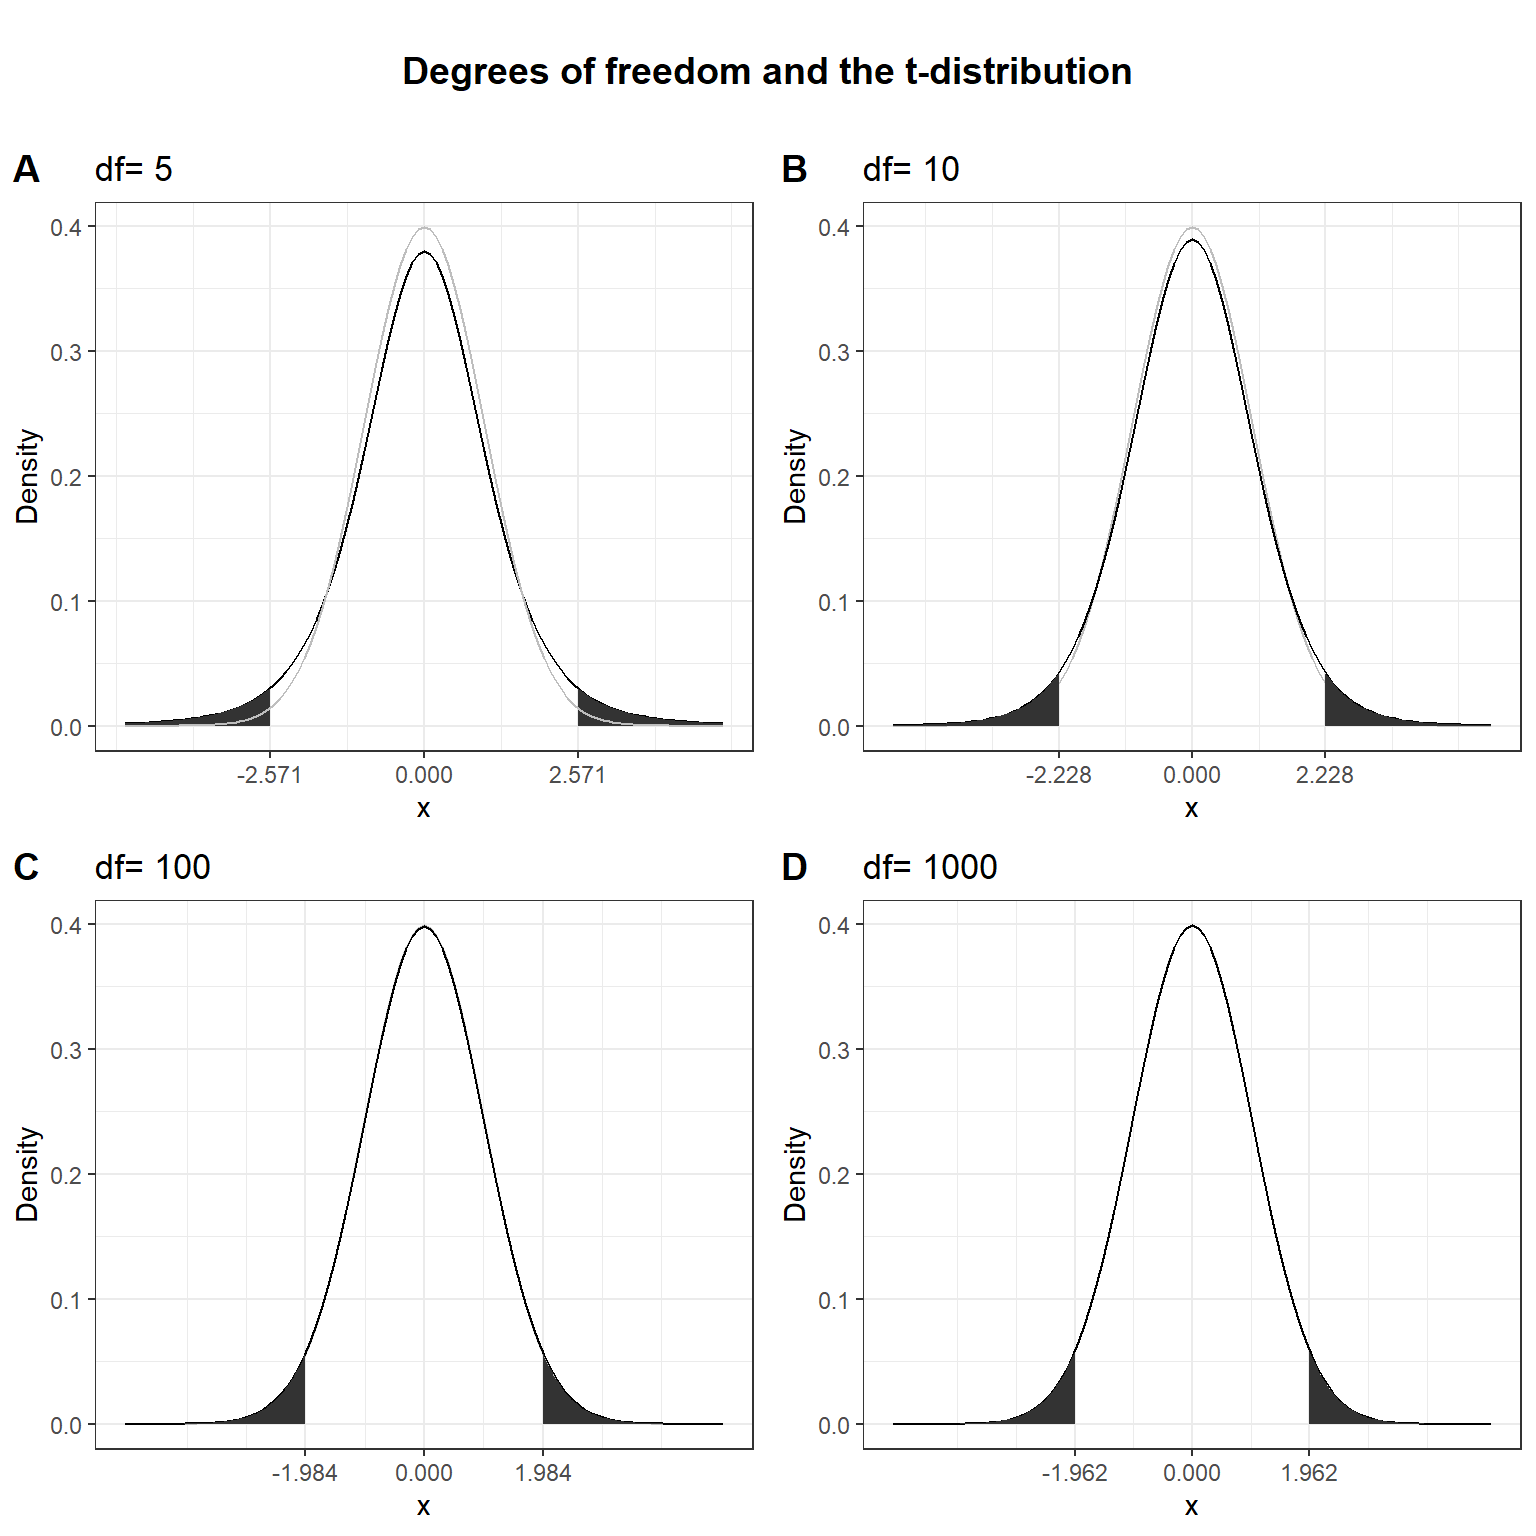 Degrees of freedom and the t-distribution
A df= 5
0.4
0.3
0.2
0.1
0.0
Density
-2.571 0.000 2.571
x
B df= 10
0.4
0.3
0.2
0.1
0.0
Density
-2.228 0.000 2.228
x
C df= 100
0.4
0.3
0.2
0.1
0.0
Density
-1.984 0.000 1.984
x
D df= 1000
0.4
0.3
0.2
0.1
0.0
Density
-1.962 0.000 1.962
x